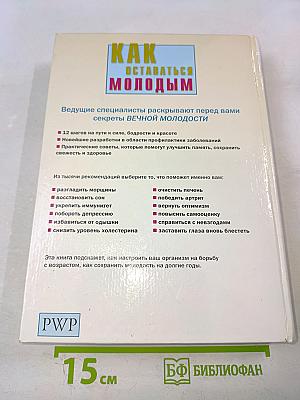 КАК
ОСТАВАТЬСЯ
МОЛОДЫМ
Ведущие специалисты раскрывают перед вами
секреты ВЕЧНОЙ МОЛОДОСТИ
12 шагов на пути к силе, бодрости и красоте
Новейшие разработки в области профилактики заболеваний
Практические советы, которые помогут улучшить память, сохранить
свежесть и здоровье
Из тысячи рекомендаций выберите то, что поможет именно вам:
разгладить морщины
восстановить сон
укрепить иммунитет
побороть депрессию
избавиться от одышки
снизить уровень холестерина
очистить печень
победить артрит
вернуть оптимизм
повысить самооценку
справиться с невзгодами
заставить глаза вновь блестеть
Эта книга подскажет, как настроить ваш организм на борьбу
с возрастом, как сохранить молодость на долгие годы.
PWP
15 см
БФ БИБЛИОФАН